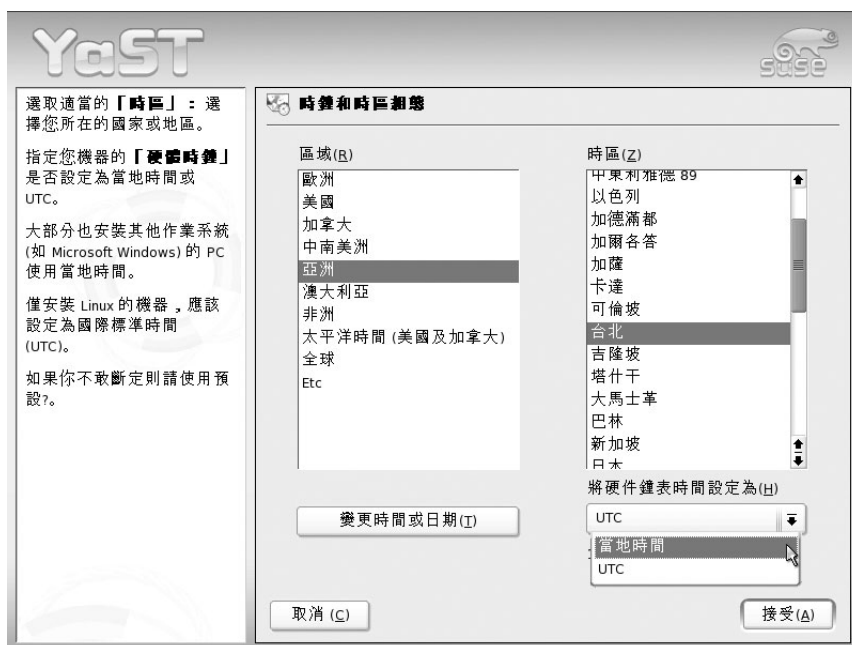 YaST
SUSE
選取適當的「時區」：選
擇您所在的國家或地區。
指定您機器的「硬體時鐘」
是否設定為當地時間或
UTC。
大部分也安裝其他作業系統
(如 Microsoft Windows) 的 PC
使用當地時間。
僅安裝 Linux 的機器，應該
設定為國際標準時間
(UTC)。
如果你不敢斷定則請使用預
設?。
時鐘和時區組態
區域(R)
歐洲
美國
加拿大
中南美洲
亞洲
澳大利亞
非洲
太平洋時間 (美國及加拿大)
全球
Etc
變更時間或日期(T)
時區(Z)
中東利雅德 89
以色列
加德滿都
加爾各答
加薩
卡達
可倫坡
台北
吉隆坡
塔什干
大馬士革
巴林
新加坡
日本
將硬件鐘表時間設定為(H)
UTC
當地時間
UTC
取消 (C)
接受(A)